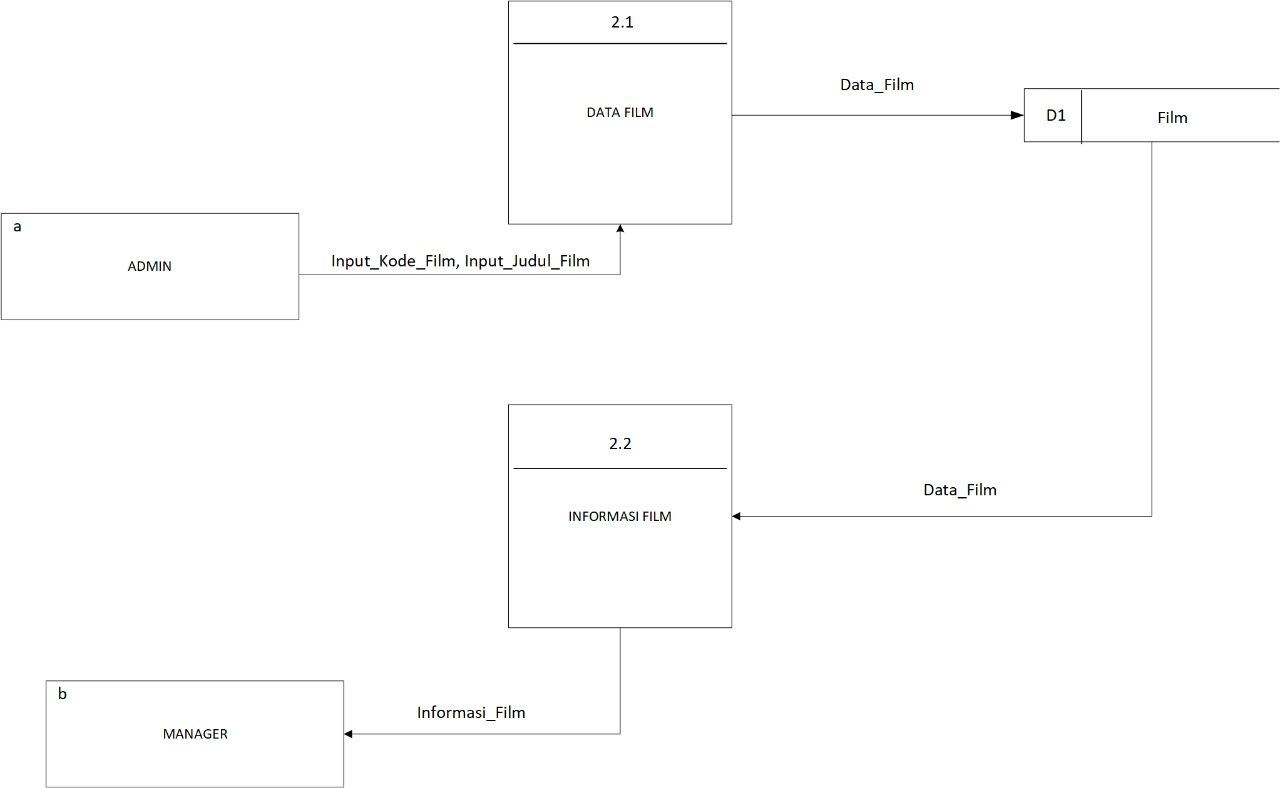 2.1
DATA FILM
Data_Film
D1
Film
a
ADMIN
Input_Kode_Film, Input_Judul_Film
2.2
INFORMASI FILM
Data_Film
b
MANAGER
Informasi_Film